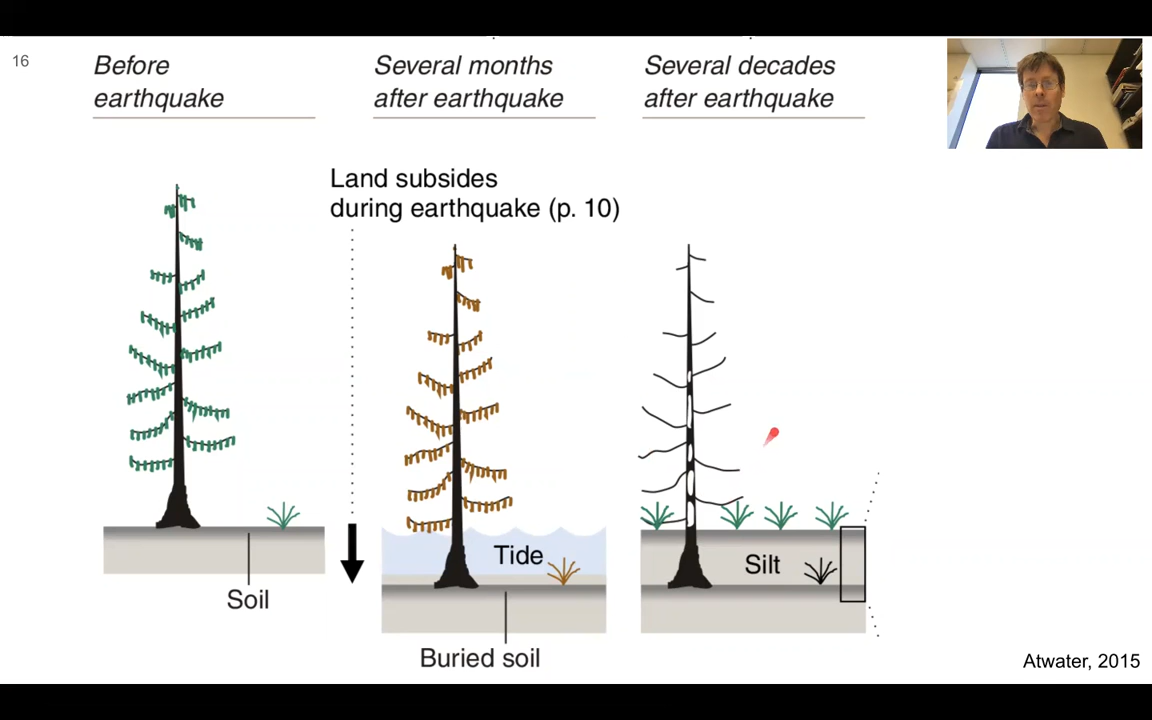 16
Before
earthquake
Several months
after earthquake
Several decades
after earthquake
Land subsides
during earthquake (p. 10)
Tide
Silt
Soil
Buried soil
Atwater, 2015